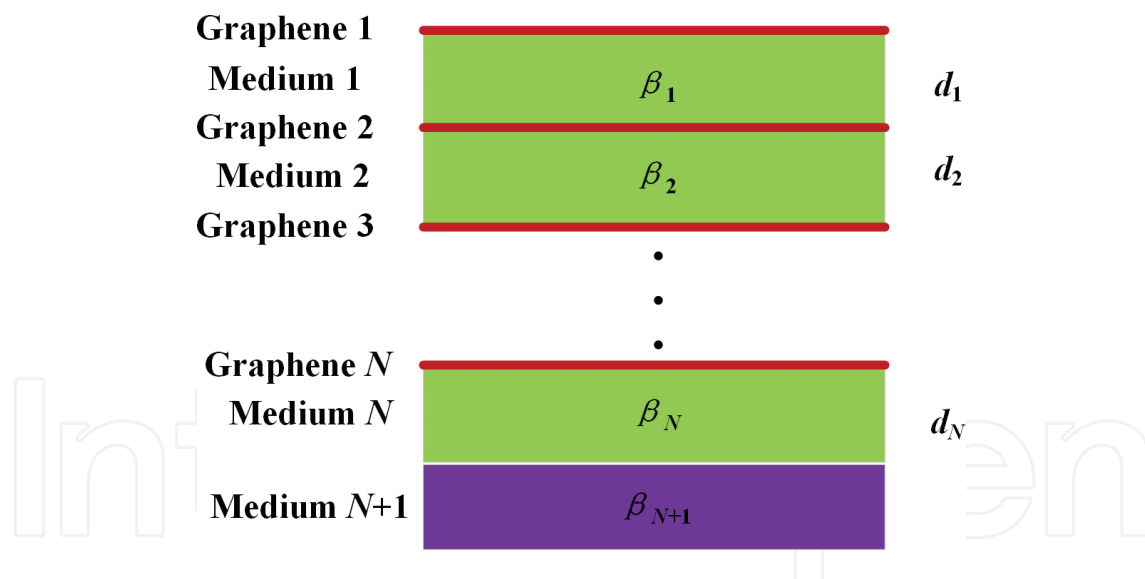 Graphene 1
Medium 1 β1 d1
Graphene 2
Medium 2 β2 d2
Graphene 3
Graphene N
Medium N βN dN
Medium N+1 βN+1